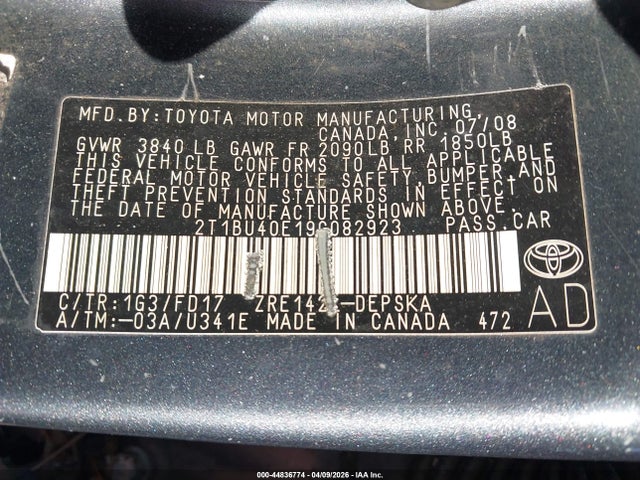 MFD.BY:TOYOTA MOTOR MANUFACTURING
CANADA,INC. 07/08
GVWR 3840 LB GAWR FR 2090LB,RR 1850LB
THIS VEHICLE CONFORMS TO ALL APPLICABLE
FEDERAL MOTOR VEHICLE SAFETY,BUMPER,AND
THEFT PREVENTION STANDARDS IN EFFECT ON
THE DATE OF MANUFACTURE SHOWN ABOVE.
2T1BU40E19C082923 PASS.CAR
TOYOTA
C/TR:1G3/FD17
A/TM:-03A/U341E MADE IN CANADA 472
AD
000-44836774 | 04/09/2026 - IAA Inc.